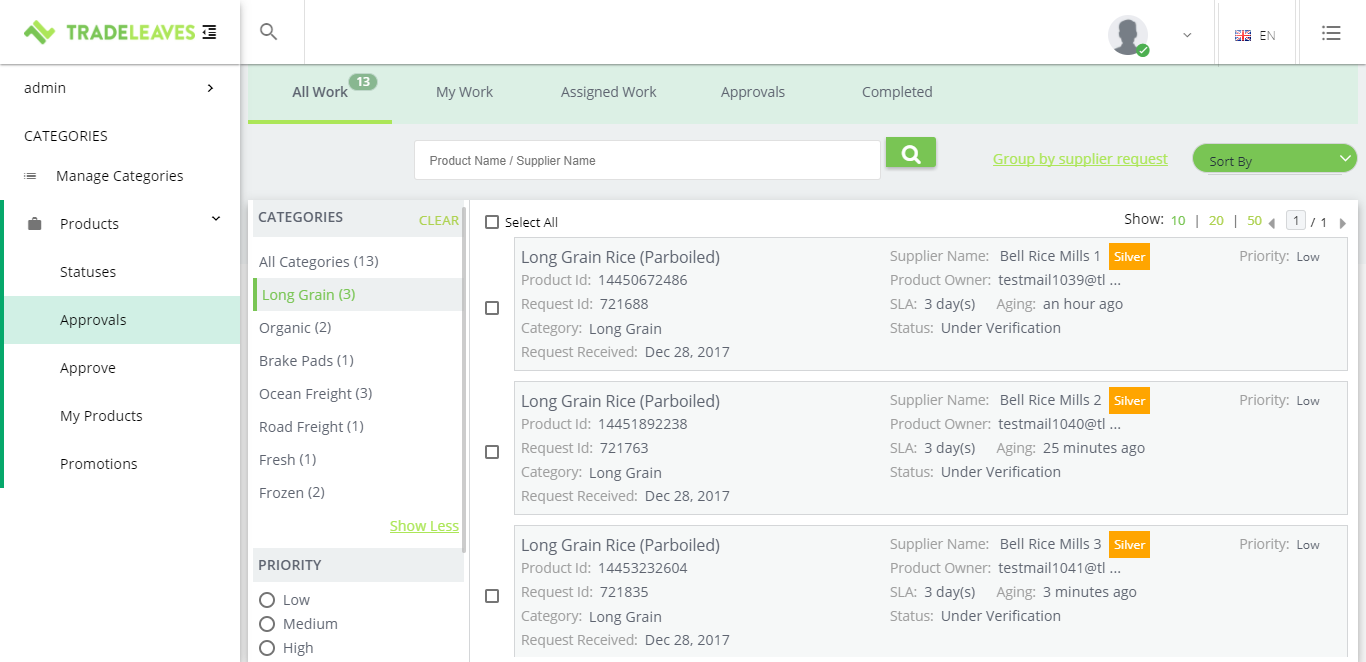 TRADELEAVES
EN
admin
CATEGORIES
Manage Categories
Products
Statuses
Approvals
Approve
My Products
Promotions
All Work 13
My Work
Assigned Work
Approvals
Completed
Product Name / Supplier Name
Group by supplier request
Sort By
CATEGORIES
CLEAR
All Categories (13)
Long Grain (3)
Organic (2)
Brake Pads (1)
Ocean Freight (3)
Road Freight (1)
Fresh (1)
Frozen (2)
Show Less
PRIORITY
Low
Medium
High
Select All
Show: 10 | 20 | 50 1 / 1
Long Grain Rice (Parboiled)
Product Id: 14450672486
Request Id: 721688
Category: Long Grain
Request Received: Dec 28, 2017
Supplier Name: Bell Rice Mills 1 Silver
Product Owner: testmail1039@tl ...
SLA: 3 day(s) Aging: an hour ago
Status: Under Verification
Priority: Low
Long Grain Rice (Parboiled)
Product Id: 14451892238
Request Id: 721763
Category: Long Grain
Request Received: Dec 28, 2017
Supplier Name: Bell Rice Mills 2 Silver
Product Owner: testmail1040@tl ...
SLA: 3 day(s) Aging: 25 minutes ago
Status: Under Verification
Priority: Low
Long Grain Rice (Parboiled)
Product Id: 14453232604
Request Id: 721835
Category: Long Grain
Request Received: Dec 28, 2017
Supplier Name: Bell Rice Mills 3 Silver
Product Owner: testmail1041@tl ...
SLA: 3 day(s) Aging: 3 minutes ago
Status: Under Verification
Priority: Low